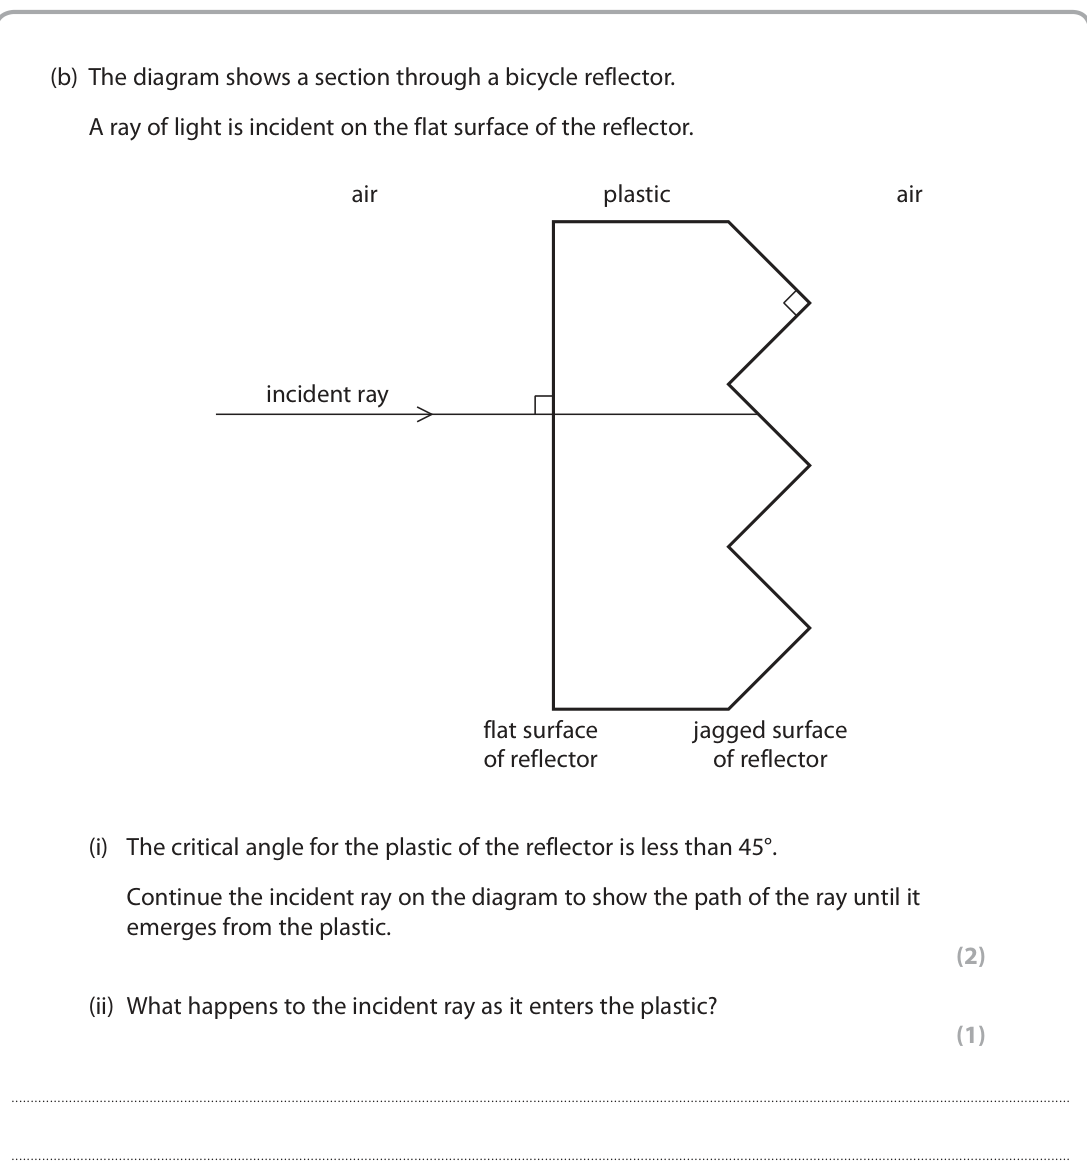 (b) The diagram shows a section through a bicycle reflector.
A ray of light is incident on the flat surface of the reflector.
air plastic air
incident ray
flat surface jagged surface
of reflector of reflector
(i) The critical angle for the plastic of the reflector is less than 45°.
Continue the incident ray on the diagram to show the path of the ray until it
emerges from the plastic.
(2)
(ii) What happens to the incident ray as it enters the plastic?
(1)